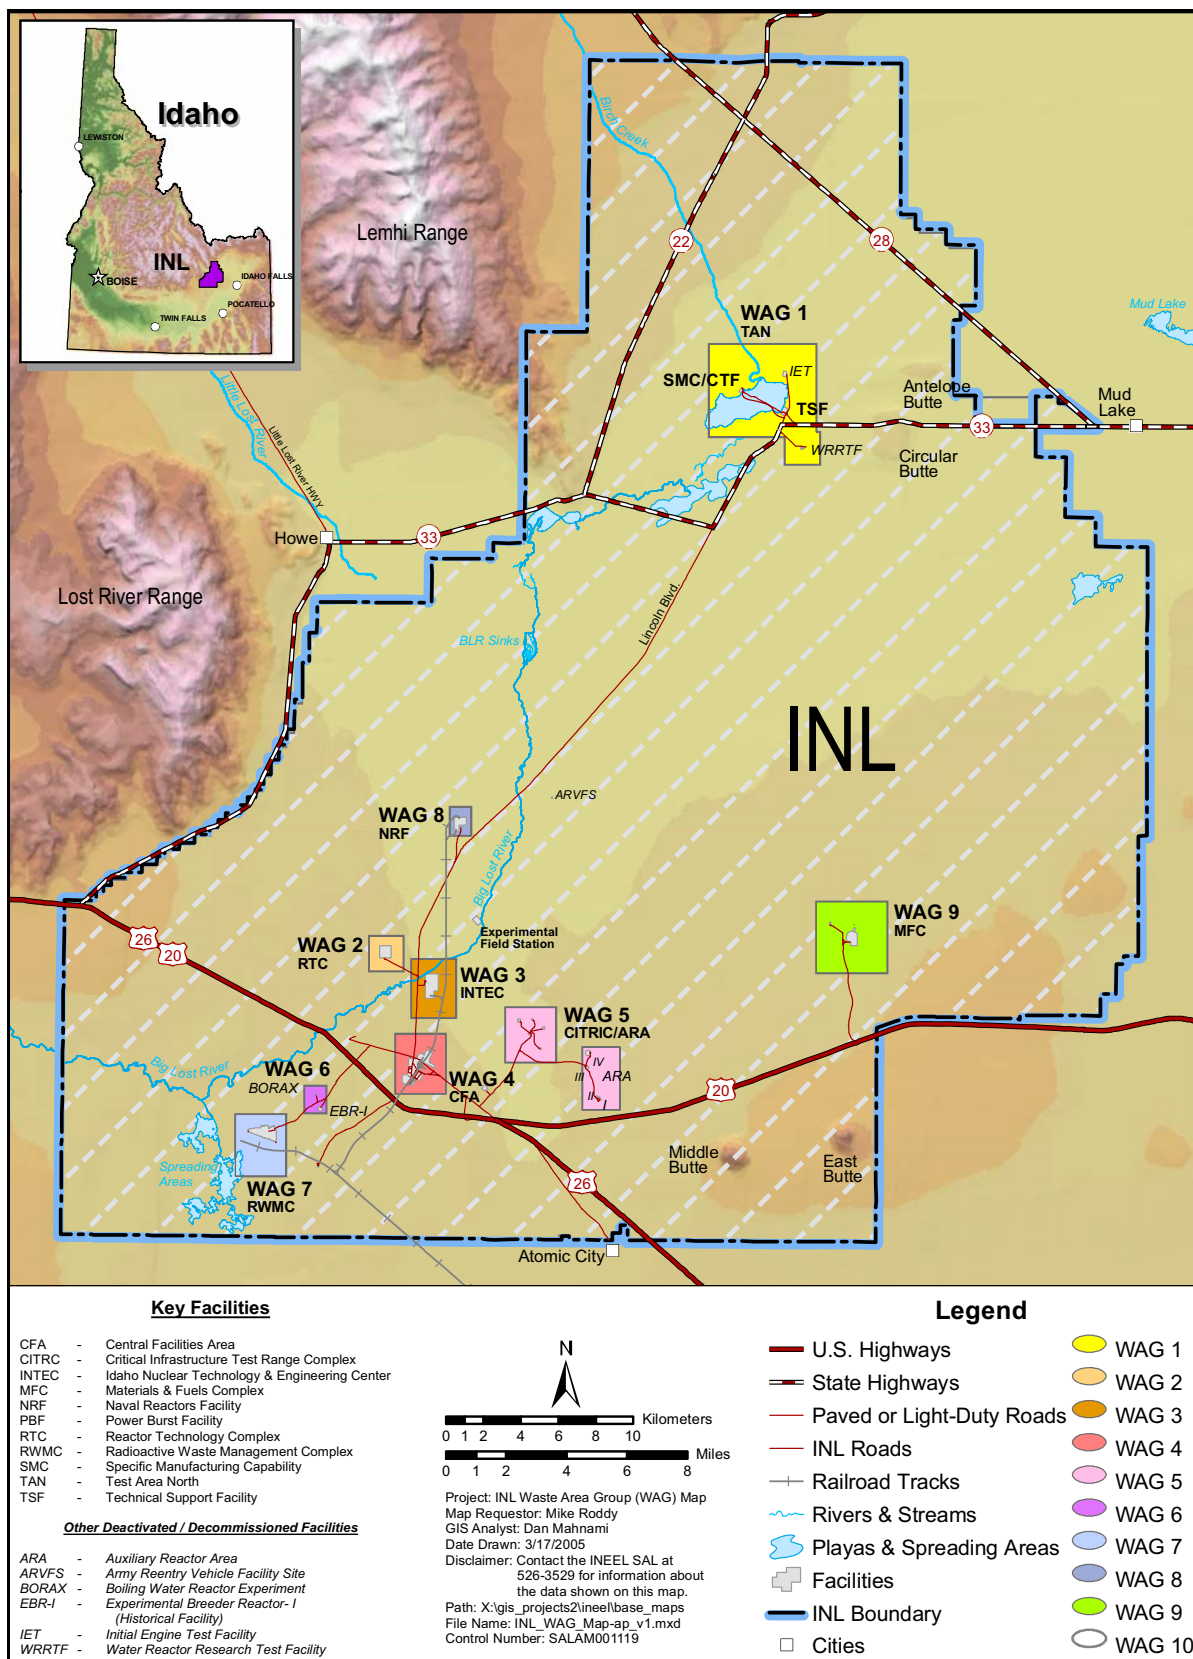 Idaho
LEWISTON
INL
BOISE
IDAHO FALLS
POCATELLO
TWIN FALLS
Birch Creek
Lemhi Range
22
28
Mud Lake
WAG 1
TAN
SMC/CTF
IET
TSF
WRRTF
Antelope
Butte
Mud
Lake
33
Circular
Butte
Little Lost River
Little Lost River HWY
Howe
33
Lost River Range
Lincoln Blvd.
BLR Sinks
INL
ARVFS
WAG 8
NRF
Big Lost River
Experimental
Field Station
WAG 9
MFC
26
20
WAG 2
RTC
WAG 3
INTEC
WAG 5
CITRIC/ARA
Big Lost River
WAG 6
BORAX
EBR-I
WAG 4
CFA
IV
III
ARA
II
I
20
Middle
Butte
East
Butte
Spreading
Areas
WAG 7
RWMC
26
Atomic City
Key Facilities
CFA - Central Facilities Area
CITRC - Critical Infrastructure Test Range Complex
INTEC - Idaho Nuclear Technology & Engineering Center
MFC - Materials & Fuels Complex
NRF - Naval Reactors Facility
PBF - Power Burst Facility
RTC - Reactor Technology Complex
RWMC - Radioactive Waste Management Complex
SMC - Specific Manufacturing Capability
TAN - Test Area North
TSF - Technical Support Facility
Other Deactivated / Decommissioned Facilities
ARA - Auxiliary Reactor Area
ARVFS - Army Reentry Vehicle Facility Site
BORAX - Boiling Water Reactor Experiment
EBR-I - Experimental Breeder Reactor- I
(Historical Facility)
IET - Initial Engine Test Facility
WRRTF - Water Reactor Research Test Facility
N
Kilometers
0 1 2 4 6 8 10
Miles
0 1 2 4 6 8
Project: INL Waste Area Group (WAG) Map
Map Requestor: Mike Roddy
GIS Analyst: Dan Mahnami
Date Drawn: 3/17/2005
Disclaimer: Contact the INEEL SAL at
526-3529 for information about
the data shown on this map.
Path: X:\gis_projects2\ineel\base_maps
File Name: INL_WAG_Map-ap_v1.mxd
Control Number: SALAM001119
Legend
U.S. Highways
State Highways
Paved or Light-Duty Roads
INL Roads
Railroad Tracks
Rivers & Streams
Playas & Spreading Areas
Facilities
INL Boundary
Cities
WAG 1
WAG 2
WAG 3
WAG 4
WAG 5
WAG 6
WAG 7
WAG 8
WAG 9
WAG 10